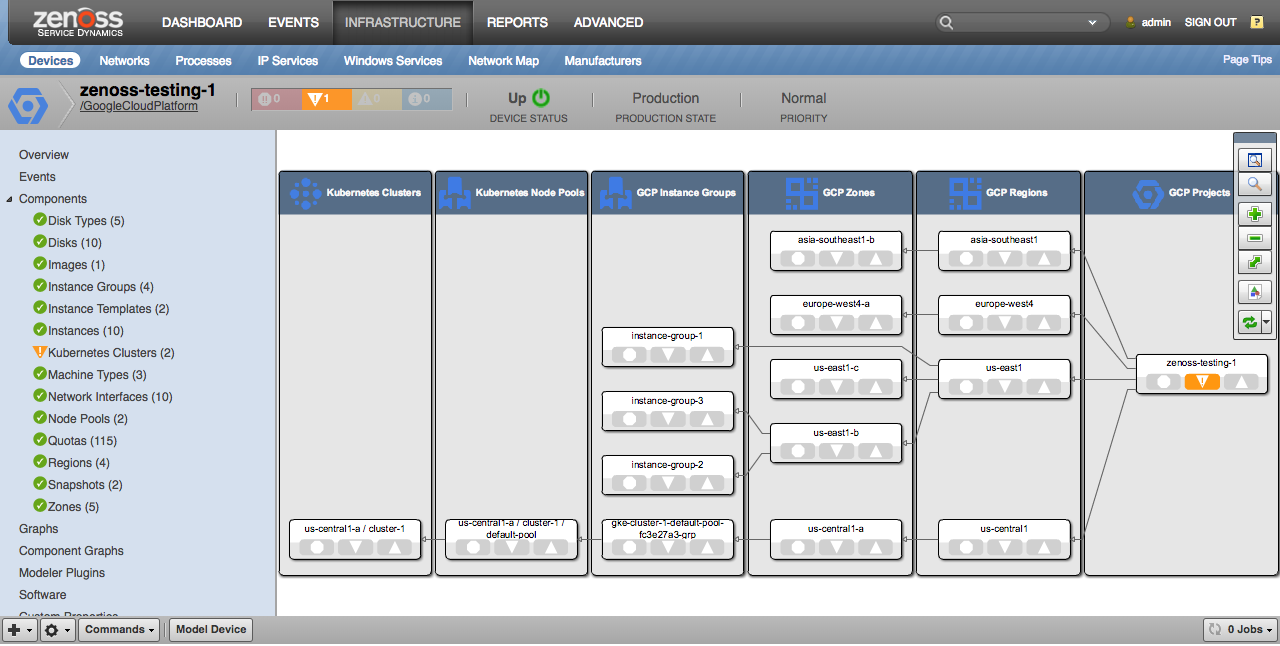 zenoss
SERVICE DYNAMICS
DASHBOARD EVENTS INFRASTRUCTURE REPORTS ADVANCED
admin SIGN OUT ?
Devices Networks Processes IP Services Windows Services Network Map Manufacturers Page Tips
zenoss-testing-1
/GoogleCloudPlatform
0 1 0 0
Up
DEVICE STATUS
Production
PRODUCTION STATE
Normal
PRIORITY
Overview
Events
Components
Disk Types (5)
Disks (10)
Images (1)
Instance Groups (4)
Instance Templates (2)
Instances (10)
Kubernetes Clusters (2)
Machine Types (3)
Network Interfaces (10)
Node Pools (2)
Quotas (115)
Regions (4)
Snapshots (2)
Zones (5)
Graphs
Component Graphs
Modeler Plugins
Software
Custom Properties
Kubernetes Clusters Kubernetes Node Pools GCP Instance Groups GCP Zones GCP Regions GCP Projects
asia-southeast1-b asia-southeast1
europe-west4-a europe-west4
instance-group-1
us-east1-c us-east1 zenoss-testing-1
instance-group-3
us-east1-b
instance-group-2
us-central1-a / cluster-1
us-central1-a / cluster-1 /
default-pool
gke-cluster-1-default-pool-
fc3e27a3-grp
us-central1-a us-central1
Commands Model Device 0 Jobs